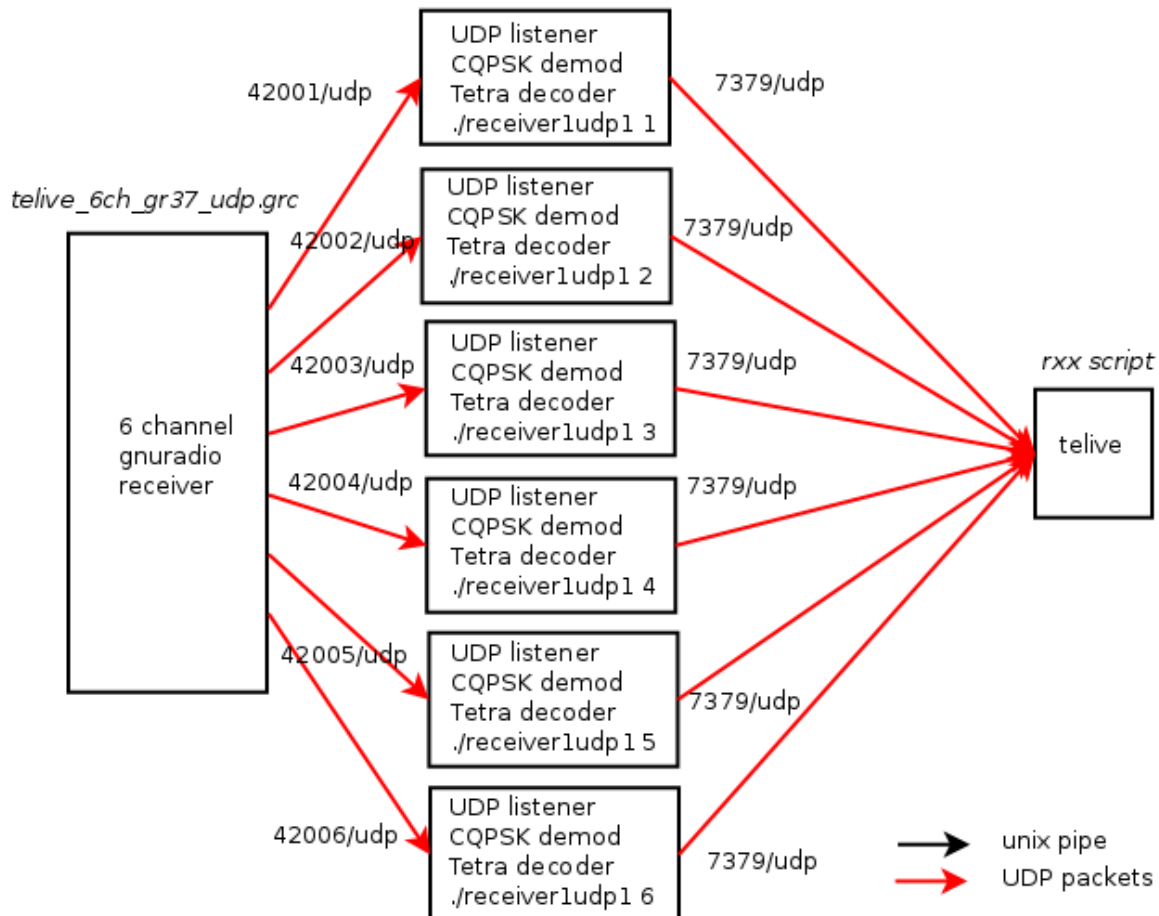 UDP listener
CQPSK demod
Tetra decoder
./receiver1udp1 1
42001/udp
7379/udp
telive_6ch_gr37_udp.grc
UDP listener
CQPSK demod
Tetra decoder
./receiver1udp1 2
42002/udp
7379/udp
UDP listener
CQPSK demod
Tetra decoder
./receiver1udp1 3
42003/udp
7379/udp
rxx script
telive
6 channel
gnuradio
receiver
UDP listener
CQPSK demod
Tetra decoder
./receiver1udp1 4
42004/udp
7379/udp
UDP listener
CQPSK demod
Tetra decoder
./receiver1udp1 5
42005/udp
7379/udp
UDP listener
CQPSK demod
Tetra decoder
./receiver1udp1 6
42006/udp
7379/udp
unix pipe
UDP packets